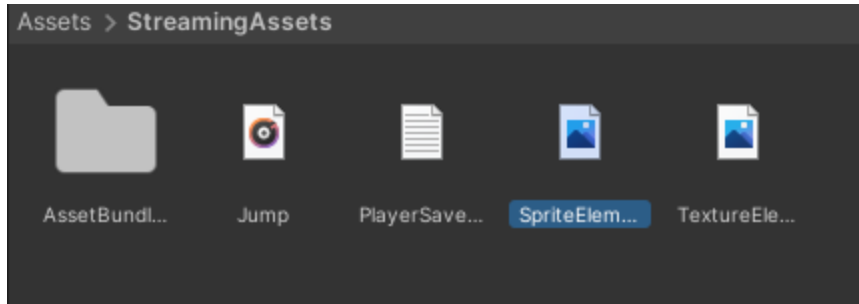 Assets > StreamingAssets
AssetBundl...
Jump
PlayerSave...
SpriteElem...
TextureEle...